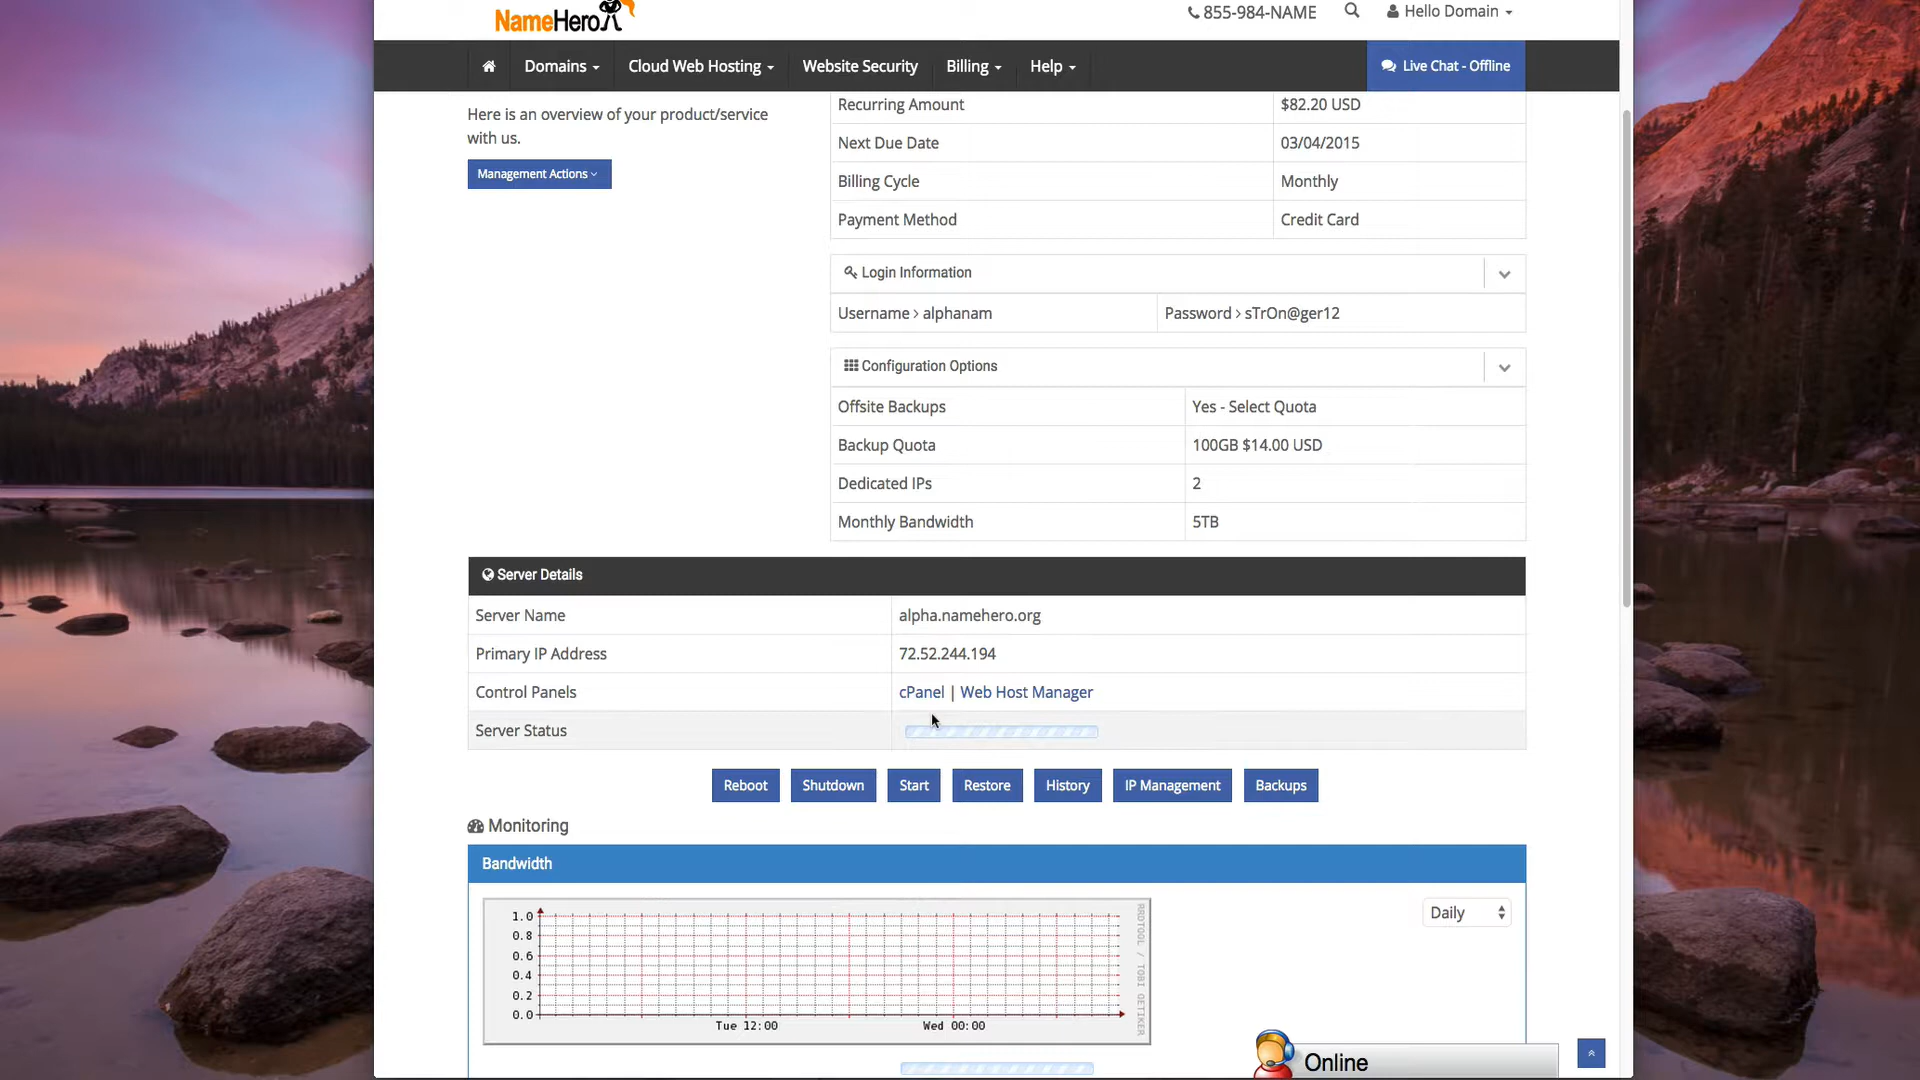 NameHero
855-984-NAME
Hello Domain
Domains
Cloud Web Hosting
Website Security
Billing
Help
Live Chat - Offline
Here is an overview of your product/service
with us.
Management Actions
Recurring Amount $82.20 USD
Next Due Date 03/04/2015
Billing Cycle Monthly
Payment Method Credit Card
Login Information
Username > alphanam Password > sTrOn@ger12
Configuration Options
Offsite Backups Yes - Select Quota
Backup Quota 100GB $14.00 USD
Dedicated IPs 2
Monthly Bandwidth 5TB
Server Details
Server Name alpha.namehero.org
Primary IP Address 72.52.244.194
Control Panels cPanel | Web Host Manager
Server Status
Reboot Shutdown Start Restore History IP Management Backups
Monitoring
Bandwidth
Daily
1.0
0.8
0.6
0.4
0.2
0.0
Tue 12:00 Wed 00:00
RRDTOOL / TOBI OETIKER
Online